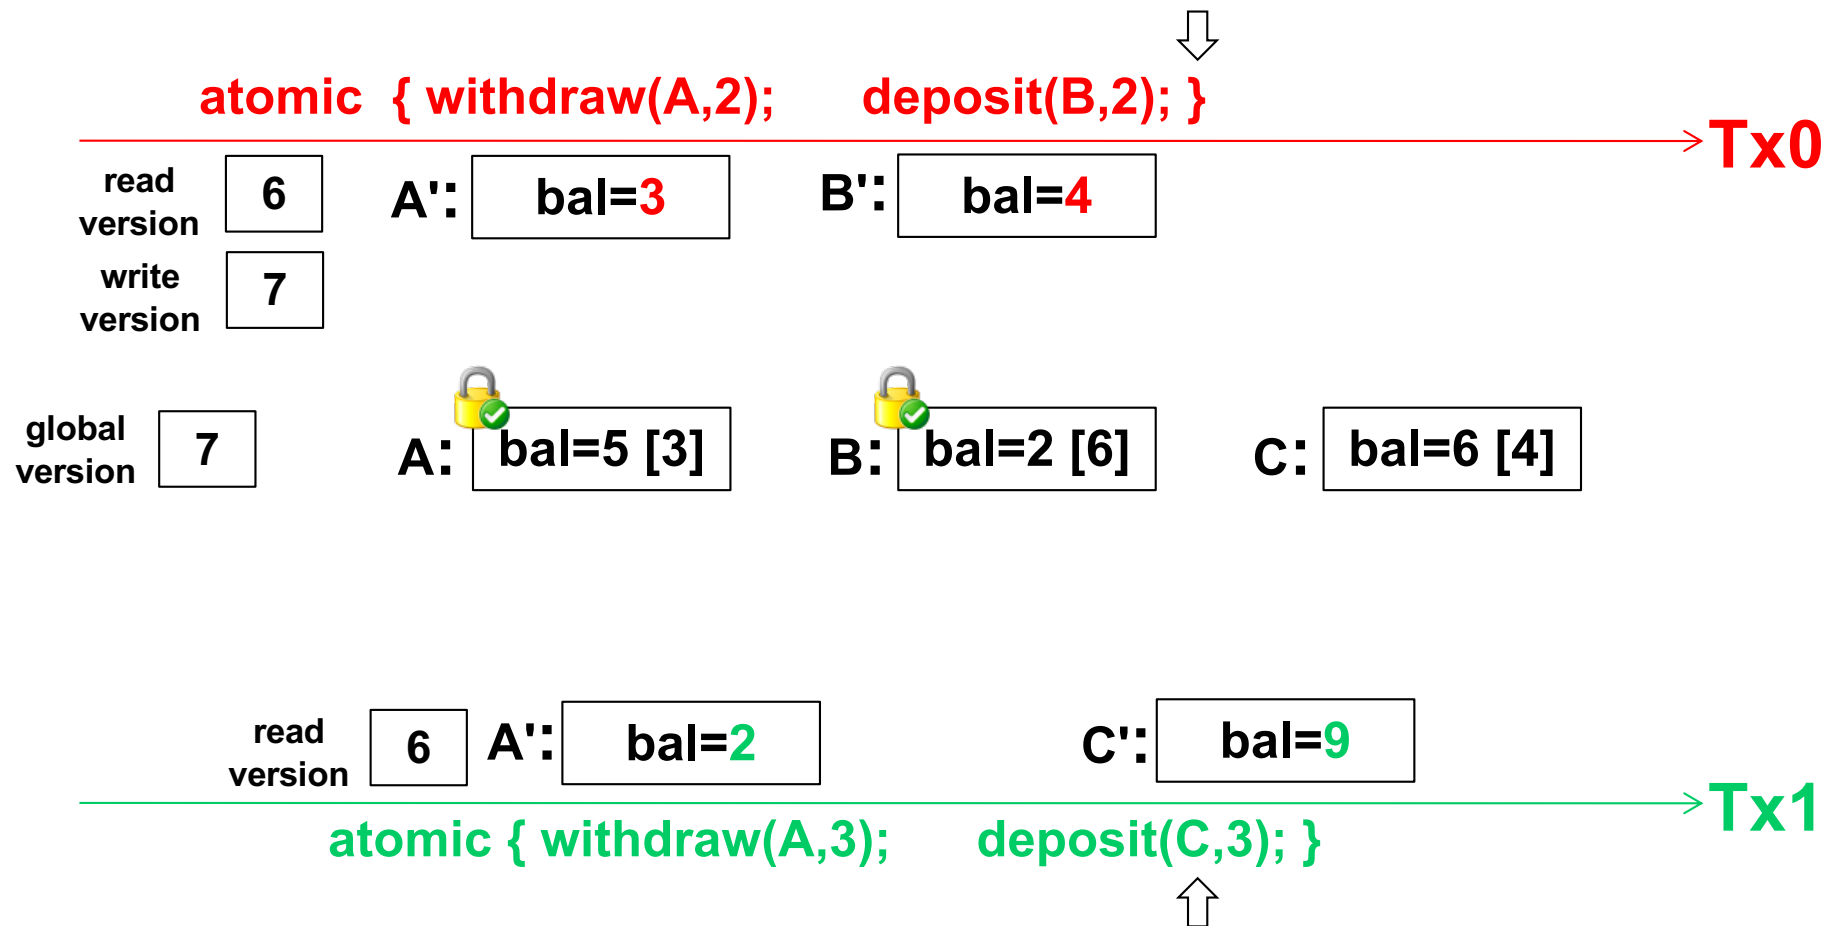 atomic { withdraw(A,2); deposit(B,2); }
Tx0
read version
6
A':
bal=3
B':
bal=4
write version
7
global version
7
A:
bal=5 [3]
B:
bal=2 [6]
C:
bal=6 [4]
read version
6
A':
bal=2
C':
bal=9
Tx1
atomic { withdraw(A,3); deposit(C,3); }